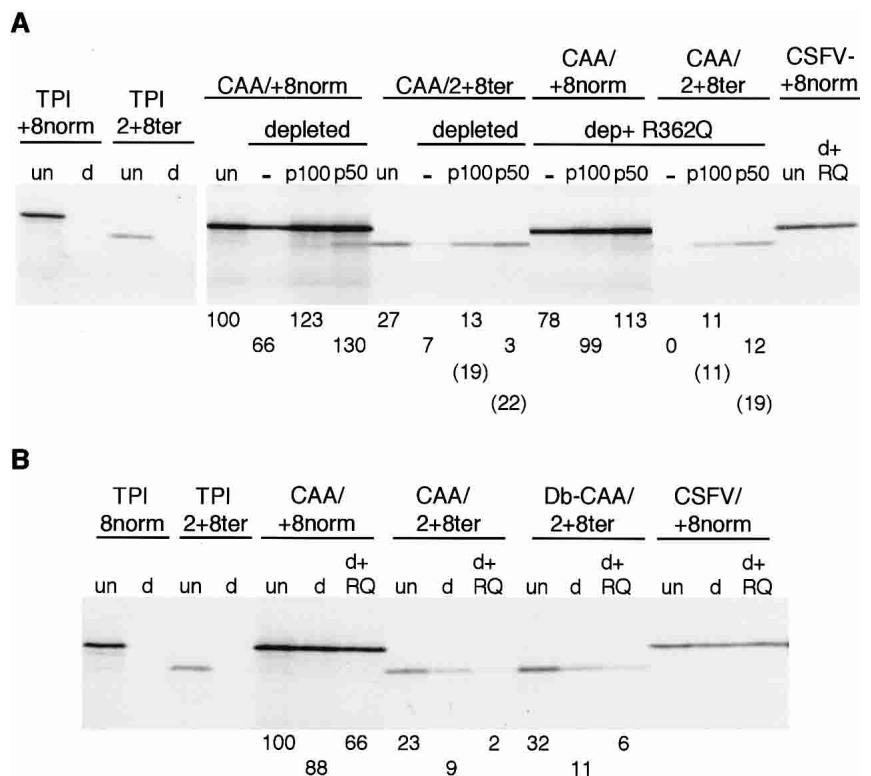 A
CAA/ CAA/ CSFV-
TPI TPI CAA/+8norm CAA/2+8ter +8norm 2+8ter +8norm
+8norm 2+8ter depleted depleted dep+ R362Q
d+
un d un d un - p100 p50 un - p100 p50 - p100 p50 - p100 p50 un RQ
100 123 27 13 78 113 11
66 130 7 3 99 0 12
(19) (11)
(22) (19)
B
TPI TPI CAA/ CAA/ Db-CAA/ CSFV/
8norm 2+8ter +8norm 2+8ter 2+8ter +8norm
d+ d+ d+ d+
un d un d un d RQ un d RQ un d RQ un d RQ
100 66 23 2 32 6
88 9 11